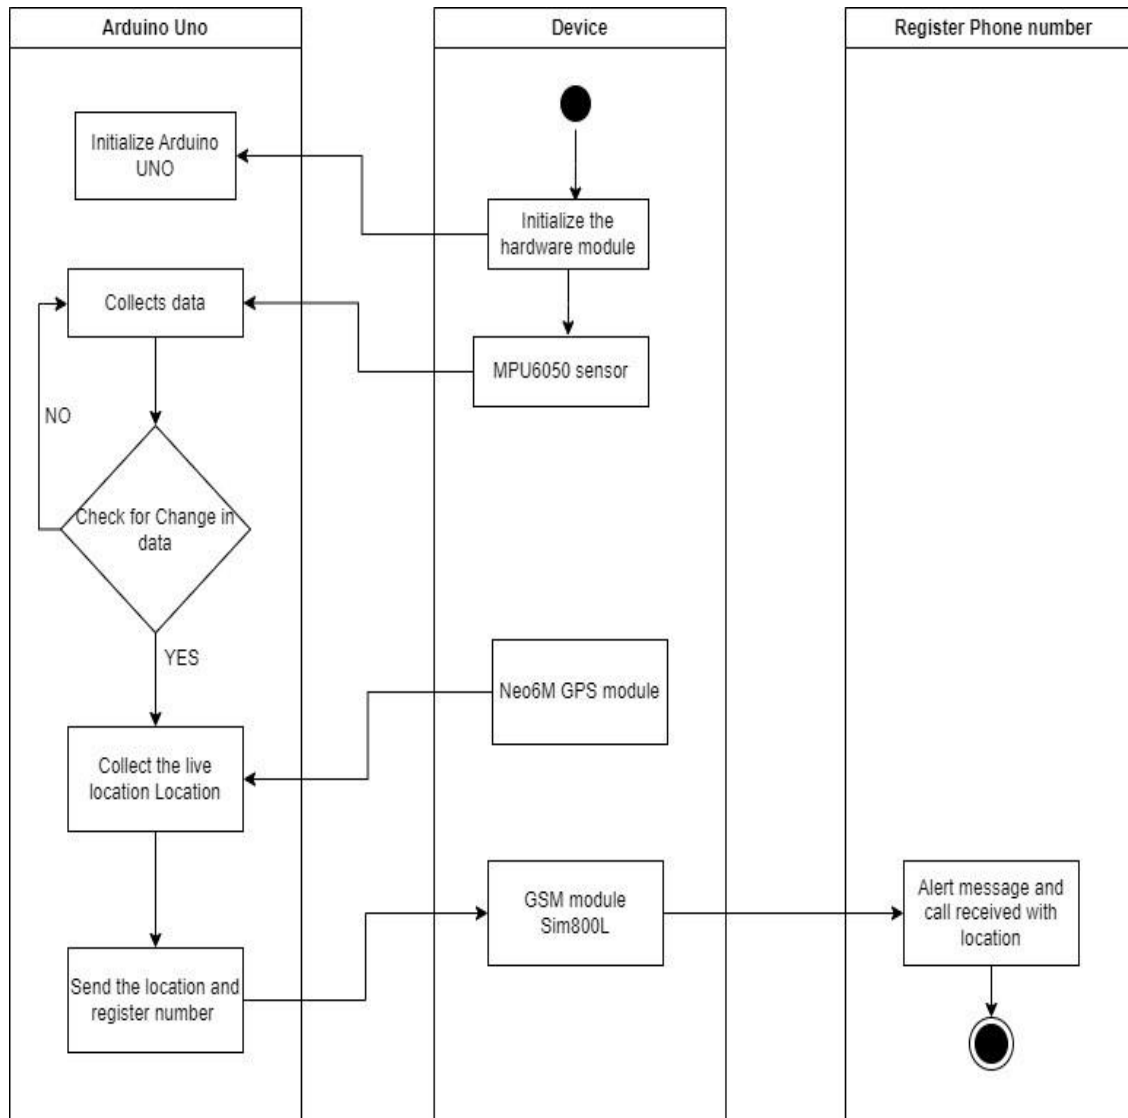 Arduino Uno
Device
Register Phone number
Initialize Arduino
UNO
Initialize the
hardware module
Collects data
MPU6050 sensor
NO
Check for Change in
data
YES
Neo6M GPS module
Collect the live
location Location
GSM module
Sim800L
Alert message and
call received with
location
Send the location and
register number